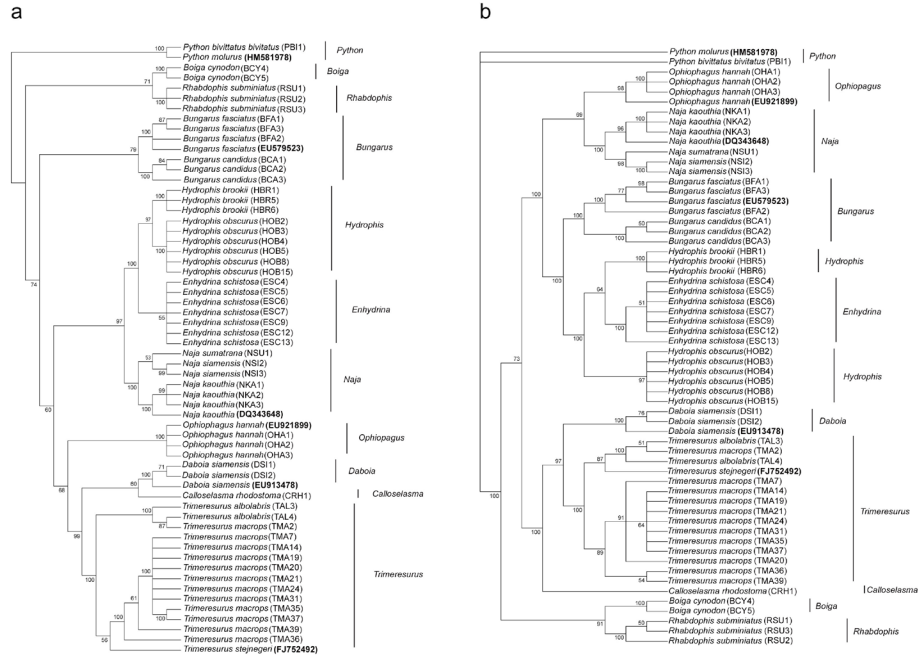 a
Python bivittatus bivitatus (PBI1)
Python molurus (HM581978)
Python
Boiga cynodon (BCY4)
Boiga cynodon (BCY5)
Boiga
Rhabdophis subminiatus (RSU1)
Rhabdophis subminiatus (RSU2)
Rhabdophis subminiatus (RSU3)
Rhabdophis
Bungarus fasciatus (BFA1)
Bungarus fasciatus (BFA3)
Bungarus fasciatus (BFA2)
Bungarus fasciatus (EU579523)
Bungarus candidus (BCA1)
Bungarus candidus (BCA2)
Bungarus candidus (BCA3)
Bungarus
Hydrophis brookii (HBR1)
Hydrophis brookii (HBR5)
Hydrophis brookii (HBR6)
Hydrophis obscurus (HOB2)
Hydrophis obscurus (HOB3)
Hydrophis obscurus (HOB4)
Hydrophis obscurus (HOB5)
Hydrophis obscurus (HOB8)
Hydrophis obscurus (HOB15)
Hydrophis
Enhydrina schistosa (ESC4)
Enhydrina schistosa (ESC5)
Enhydrina schistosa (ESC6)
Enhydrina schistosa (ESC7)
Enhydrina schistosa (ESC9)
Enhydrina schistosa (ESC12)
Enhydrina schistosa (ESC13)
Enhydrina
Naja sumatrana (NSU1)
Naja siamensis (NSI2)
Naja siamensis (NSI3)
Naja kaouthia (NKA1)
Naja kaouthia (NKA2)
Naja kaouthia (NKA3)
Naja kaouthia (DQ343648)
Naja
Ophiophagus hannah (EU921899)
Ophiophagus hannah (OHA1)
Ophiophagus hannah (OHA2)
Ophiophagus hannah (OHA3)
Ophiopagus
Daboia siamensis (DSI1)
Daboia siamensis (DSI2)
Daboia siamensis (EU913478)
Daboia
Calloselasma rhodostoma (CRH1)
Calloselasma
Trimeresurus albolabris (TAL3)
Trimeresurus albolabris (TAL4)
Trimeresurus macrops (TMA2)
Trimeresurus macrops (TMA7)
Trimeresurus macrops (TMA14)
Trimeresurus macrops (TMA19)
Trimeresurus macrops (TMA20)
Trimeresurus macrops (TMA21)
Trimeresurus macrops (TMA24)
Trimeresurus macrops (TMA31)
Trimeresurus macrops (TMA35)
Trimeresurus macrops (TMA37)
Trimeresurus macrops (TMA39)
Trimeresurus macrops (TMA36)
Trimeresurus stejnegeri (FJ752492)
Trimeresurus
b
Python molurus (HM581978)
Python bivittatus bivitatus (PBI1)
Python
Ophiophagus hannah (OHA1)
Ophiophagus hannah (OHA2)
Ophiophagus hannah (OHA3)
Ophiophagus hannah (EU921899)
Ophiopagus
Naja kaouthia (NKA1)
Naja kaouthia (NKA2)
Naja kaouthia (NKA3)
Naja kaouthia (DQ343648)
Naja sumatrana (NSU1)
Naja siamensis (NSI2)
Naja siamensis (NSI3)
Naja
Bungarus fasciatus (BFA1)
Bungarus fasciatus (BFA3)
Bungarus fasciatus (EU579523)
Bungarus fasciatus (BFA2)
Bungarus candidus (BCA1)
Bungarus candidus (BCA2)
Bungarus candidus (BCA3)
Bungarus
Hydrophis brookii (HBR1)
Hydrophis brookii (HBR5)
Hydrophis brookii (HBR6)
Hydrophis
Enhydrina schistosa (ESC4)
Enhydrina schistosa (ESC5)
Enhydrina schistosa (ESC6)
Enhydrina schistosa (ESC7)
Enhydrina schistosa (ESC9)
Enhydrina schistosa (ESC12)
Enhydrina schistosa (ESC13)
Enhydrina
Hydrophis obscurus (HOB2)
Hydrophis obscurus (HOB3)
Hydrophis obscurus (HOB4)
Hydrophis obscurus (HOB5)
Hydrophis obscurus (HOB8)
Hydrophis obscurus (HOB15)
Hydrophis
Daboia siamensis (DSI1)
Daboia siamensis (DSI2)
Daboia siamensis (EU913478)
Daboia
Trimeresurus albolabris (TAL3)
Trimeresurus macrops (TMA2)
Trimeresurus albolabris (TAL4)
Trimeresurus stejnegeri (FJ752492)
Trimeresurus macrops (TMA7)
Trimeresurus macrops (TMA14)
Trimeresurus macrops (TMA19)
Trimeresurus macrops (TMA21)
Trimeresurus macrops (TMA24)
Trimeresurus macrops (TMA31)
Trimeresurus macrops (TMA35)
Trimeresurus macrops (TMA37)
Trimeresurus macrops (TMA20)
Trimeresurus macrops (TMA36)
Trimeresurus macrops (TMA39)
Trimeresurus
Calloselasma rhodostoma (CRH1)
Calloselasma
Boiga cynodon (BCY4)
Boiga cynodon (BCY5)
Boiga
Rhabdophis subminiatus (RSU1)
Rhabdophis subminiatus (RSU3)
Rhabdophis subminiatus (RSU2)
Rhabdophis